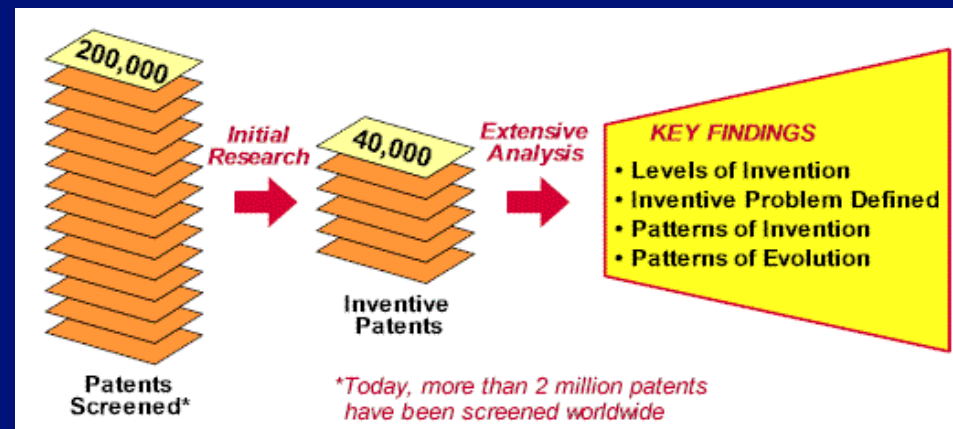 200,000
Initial
Research
40,000
Extensive
Analysis
KEY FINDINGS
• Levels of Invention
• Inventive Problem Defined
• Patterns of Invention
• Patterns of Evolution
Inventive
Patents
Patents
Screened*
*Today, more than 2 million patents
have been screened worldwide